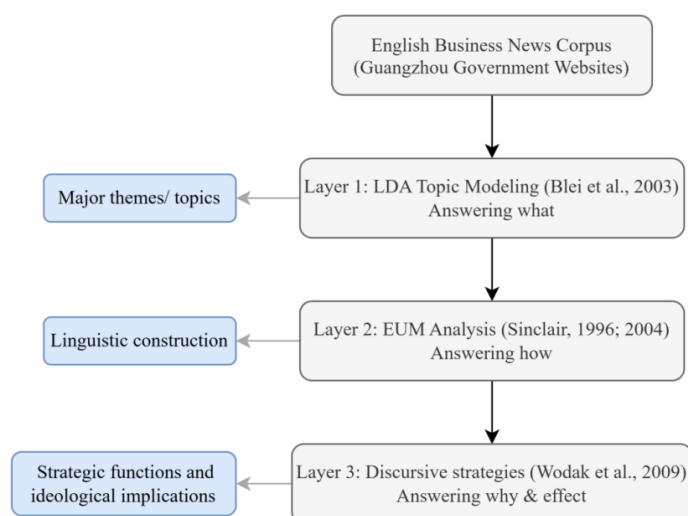 English Business News Corpus
(Guangzhou Government Websites)
Major themes/ topics
Layer 1: LDA Topic Modeling (Blei et al., 2003)
Answering what
Linguistic construction
Layer 2: EUM Analysis (Sinclair, 1996; 2004)
Answering how
Strategic functions and
ideological implications
Layer 3: Discursive strategies (Wodak et al., 2009)
Answering why & effect